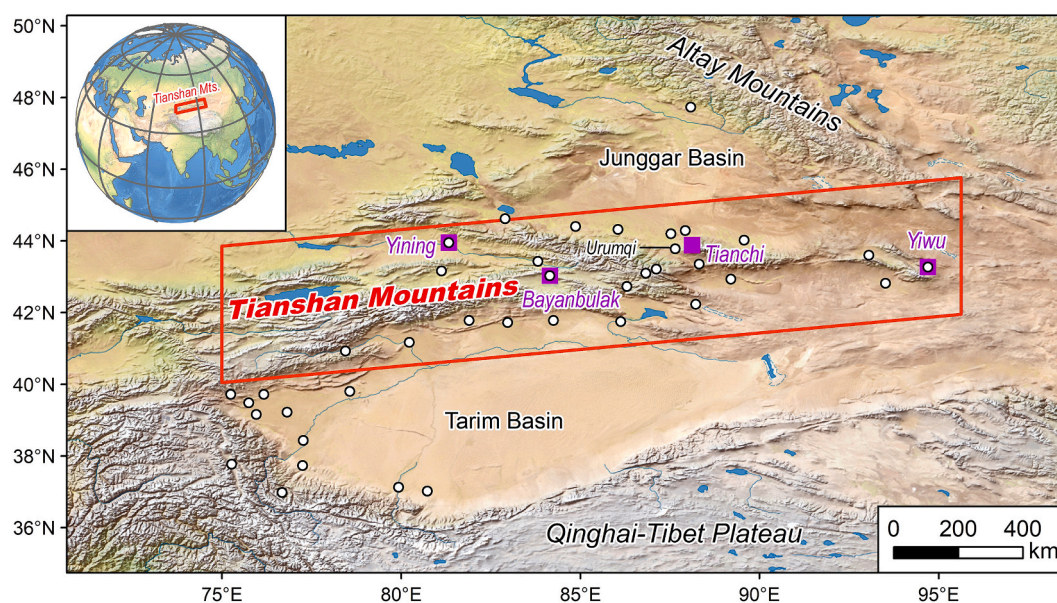 50°N
48°N
46°N
44°N
42°N
40°N
38°N
36°N
Tianshan Mts.
Altay Mountains
Junggar Basin
Yining
Urumqi
Tianchi
Yiwu
Tianshan Mountains
Bayanbulak
Tarim Basin
Qinghai-Tibet Plateau
0 200 400
km
75°E 80°E 85°E 90°E 95°E